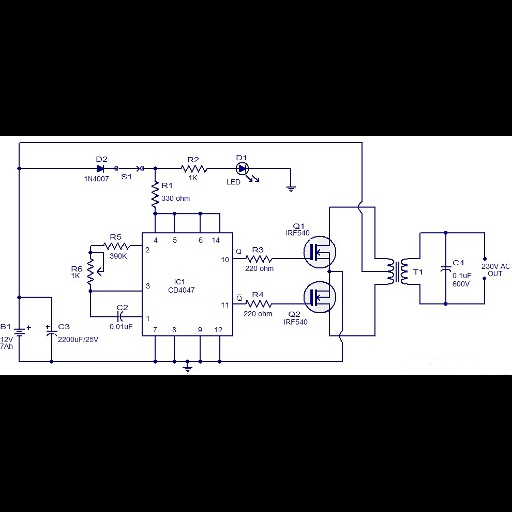 D2
1N4007
S1
R2
1K
D1
LED
R1
330 ohm
4 5 6 14
R5
390K
R6
1K
2
3
1
C2
0.01uF
IC1
CD4047
10
11
Q
Q̅
7 8 9 12
R3
220 ohm
R4
220 ohm
Q1
IRF540
Q2
IRF540
T1
C4
0.1uF
600V
230V AC
OUT
B1
+
12V
7Ah
+
C3
2200uF/25V